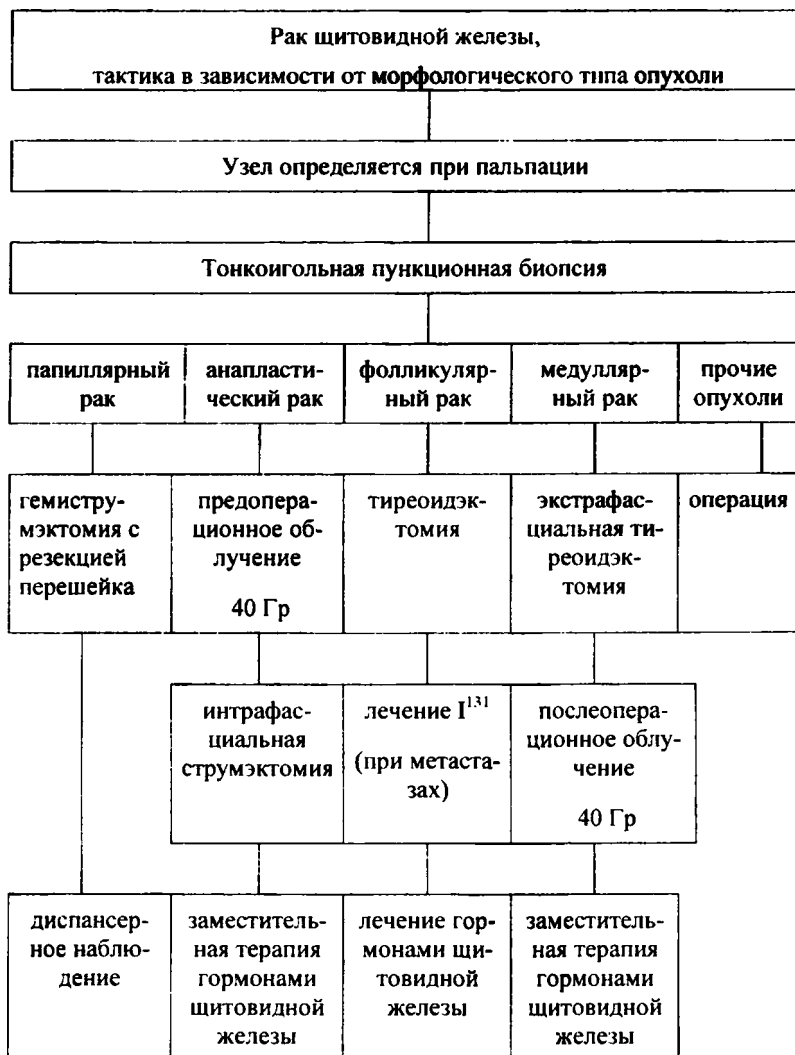 Рак щитовидной железы,
тактика в зависимости от морфологического типа опухоли
Узел определяется при пальпации
Тонкоигольная пункционная биопсия
папиллярный
рак
анапласти-
ческий рак
фолликуляр-
ный рак
медулляр-
ный рак
прочие
опухоли
гемистру-
мэктомия с
резекцией
перешейка
предопера-
ционное об-
лучение
40 Гр
тиреоидэк-
томия
экстрафас-
циальная ти-
реоидэк-
томия
операция
интрафас-
циальная
струмэктомия
лечение I¹³¹
(при метаста-
зах)
послеопера-
ционное облу-
чение
40 Гр
диспансер-
ное наблю-
дение
заместитель-
ная терапия
гормонами
щитовидной
железы
лечение гор-
монами щи-
товидной
железы
заместитель-
ная терапия
гормонами
щитовидной
железы